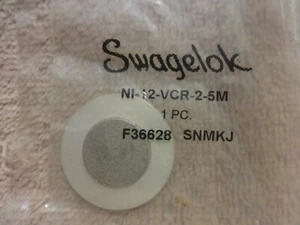 Swagelok
NI-12-VCR-2-5M
1 PC.
F36628 SNMKJ